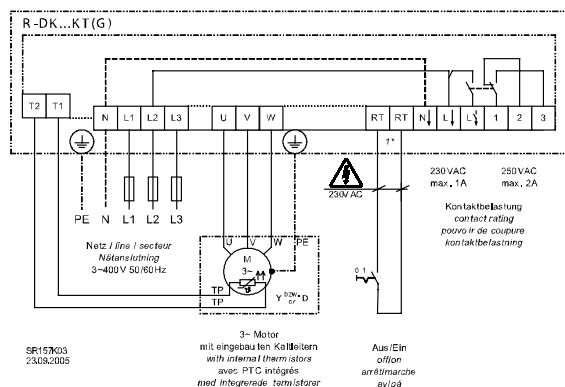 R-DK...KT(G)
T2 T1
N L1 L2 L3 U V W RT RT N L L 1 2 3
1*
PE N L1 L2 L3
230VAC
230VAC
max. 1A
250VAC
max. 2A
Netz / line / secteur
Nätanslutning
3~400V 50/60Hz
Kontaktbelastung
contact rating
pouvoir de coupure
kontaktbelastning
U V W PE
M
3~
TP
TP
Y bzw. or D
0 1
3~ Motor
mit eingebauten Kaltleitern
with internal thermistors
avec PTC intégrés
med integrerede termistorer
Aus/Ein
off/on
arrêt/marche
av/på
SR157K03
23.09.2005